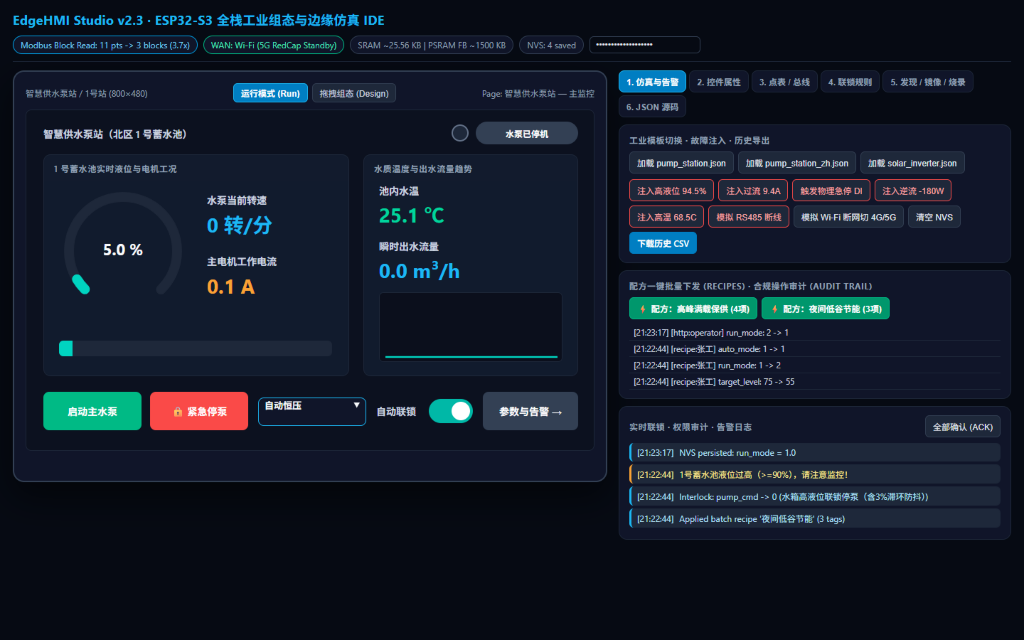 EdgeHMI Studio v2.3 · ESP32-S3 全栈工业组态与边缘仿真 IDE
Modbus Block Read: 11 pts -> 3 blocks (3.7x)
WAN: Wi-Fi (5G RedCap Standby)
SRAM ~25.56 KB | PSRAM FB ~1500 KB
NVS: 4 saved
••••••••••••••••••
智慧供水泵站 / 1号站 (800×480)
运行模式 (Run)
拖拽组态 (Design)
Page: 智慧供水泵站 — 主监控
智慧供水泵站（北区 1 号蓄水池）
水泵已停机
1 号蓄水池实时液位与电机工况
5.0 %
水泵当前转速
0 转/分
主电机工作电流
0.1 A
水质温度与出水流量趋势
池内水温
25.1 °C
瞬时出水流量
0.0 m³/h
启动主水泵
🔒 紧急停泵
自动恒压 ▼
自动联锁
参数与告警 →
1. 仿真与告警
2. 控件属性
3. 点表 / 总线
4. 联锁规则
5. 发现 / 镜像 / 烧录
6. JSON 源码
工业模板切换 · 故障注入 · 历史导出
加载 pump_station.json
加载 pump_station_zh.json
加载 solar_inverter.json
注入高液位 94.5%
注入过流 9.4A
触发物理急停 DI
注入逆流 -180W
注入高温 68.5C
模拟 RS485 断线
模拟 Wi-Fi 断网切 4G/5G
清空 NVS
下载历史 CSV
配方一键批量下发 (RECIPES) · 合规操作审计 (AUDIT TRAIL)
⚡ 配方：高峰满载保供 (4项)
⚡ 配方：夜间低谷节能 (3项)
[21:23:17] [http:operator] run_mode: 2 -> 1
[21:22:44] [recipe:张工] auto_mode: 1 -> 1
[21:22:44] [recipe:张工] run_mode: 1 -> 2
[21:22:44] [recipe:张工] target_level: 75 -> 55
实时联锁 · 权限审计 · 告警日志
全部确认 (ACK)
[21:23:17] NVS persisted: run_mode = 1.0
[21:22:44] 1号蓄水池液位过高（>=90%），请注意监控！
[21:22:44] Interlock: pump_cmd -> 0 (水箱高液位联锁停泵（含3%滞环防抖）)
[21:22:44] Applied batch recipe '夜间低谷节能' (3 tags)